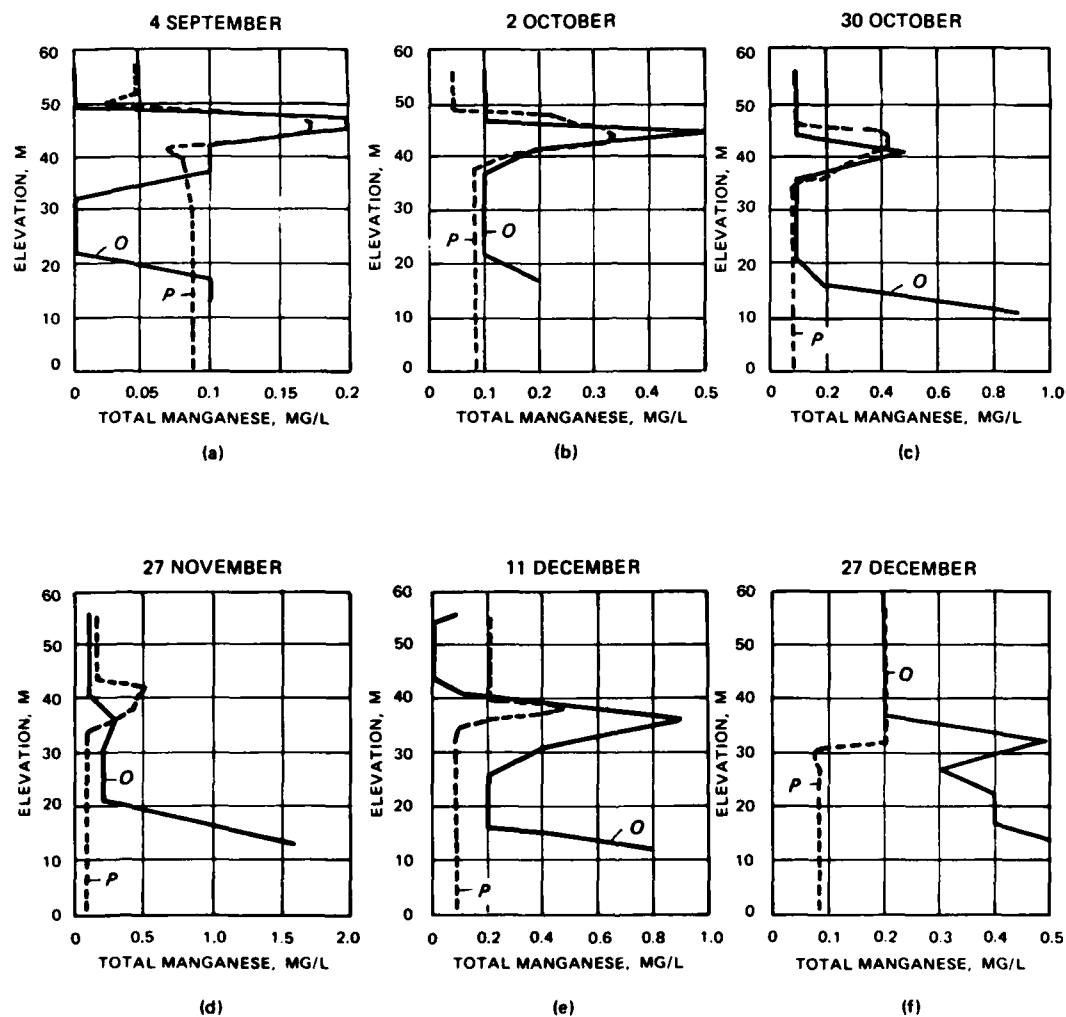 4 SEPTEMBER
60
50
40
30
20
10
0
ELEVATION, M
O
P
0 0.05 0.1 0.15 0.2
TOTAL MANGANESE, MG/L
(a)
2 OCTOBER
60
50
40
30
20
10
0
ELEVATION, M
P
O
0 0.1 0.2 0.3 0.4 0.5
TOTAL MANGANESE, MG/L
(b)
30 OCTOBER
60
50
40
30
20
10
0
ELEVATION, M
O
P
0 0.2 0.4 0.6 0.8 1.0
TOTAL MANGANESE, MG/L
(c)
27 NOVEMBER
60
50
40
30
20
10
0
ELEVATION, M
O
P
0 0.5 1.0 1.5 2.0
TOTAL MANGANESE, MG/L
(d)
11 DECEMBER
60
50
40
30
20
10
0
ELEVATION, M
O
P
0 0.2 0.4 0.6 0.8 1.0
TOTAL MANGANESE, MG/L
(e)
27 DECEMBER
60
50
40
30
20
10
0
ELEVATION, M
O
P
0 0.1 0.2 0.3 0.4 0.5
TOTAL MANGANESE, MG/L
(f)